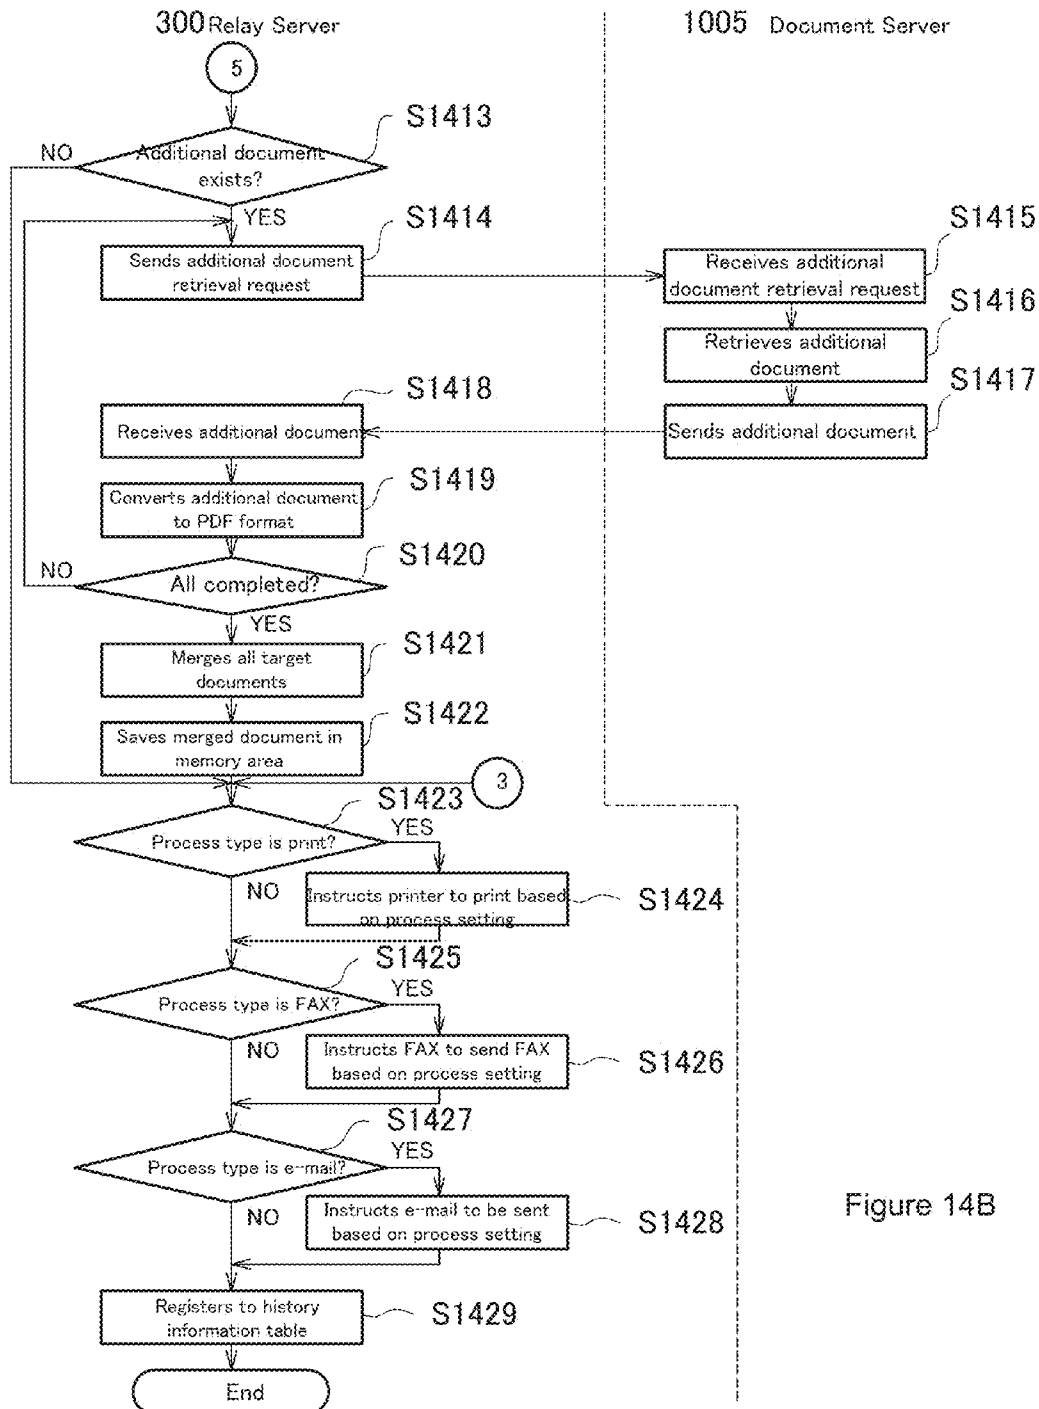 300 Relay Server
1005 Document Server
5
S1413
NO
Additional document
exists?
YES
S1414
S1415
Sends additional document
retrieval request
Receives additional
document retrieval request
S1416
Retrieves additional
document
S1417
S1418
Receives additional document
Sends additional document
S1419
Converts additional document
to PDF format
S1420
NO
All completed?
YES
S1421
Merges all target
documents
S1422
Saves merged document in
memory area
3
S1423
YES
Process type is print?
NO
Instructs printer to print based
on process setting
S1424
S1425
YES
Process type is FAX?
NO
Instructs FAX to send FAX
based on process setting
S1426
S1427
YES
Process type is e-mail?
NO
Instructs e-mail to be sent
based on process setting
S1428
Figure 14B
Registers to history
information table
S1429
End